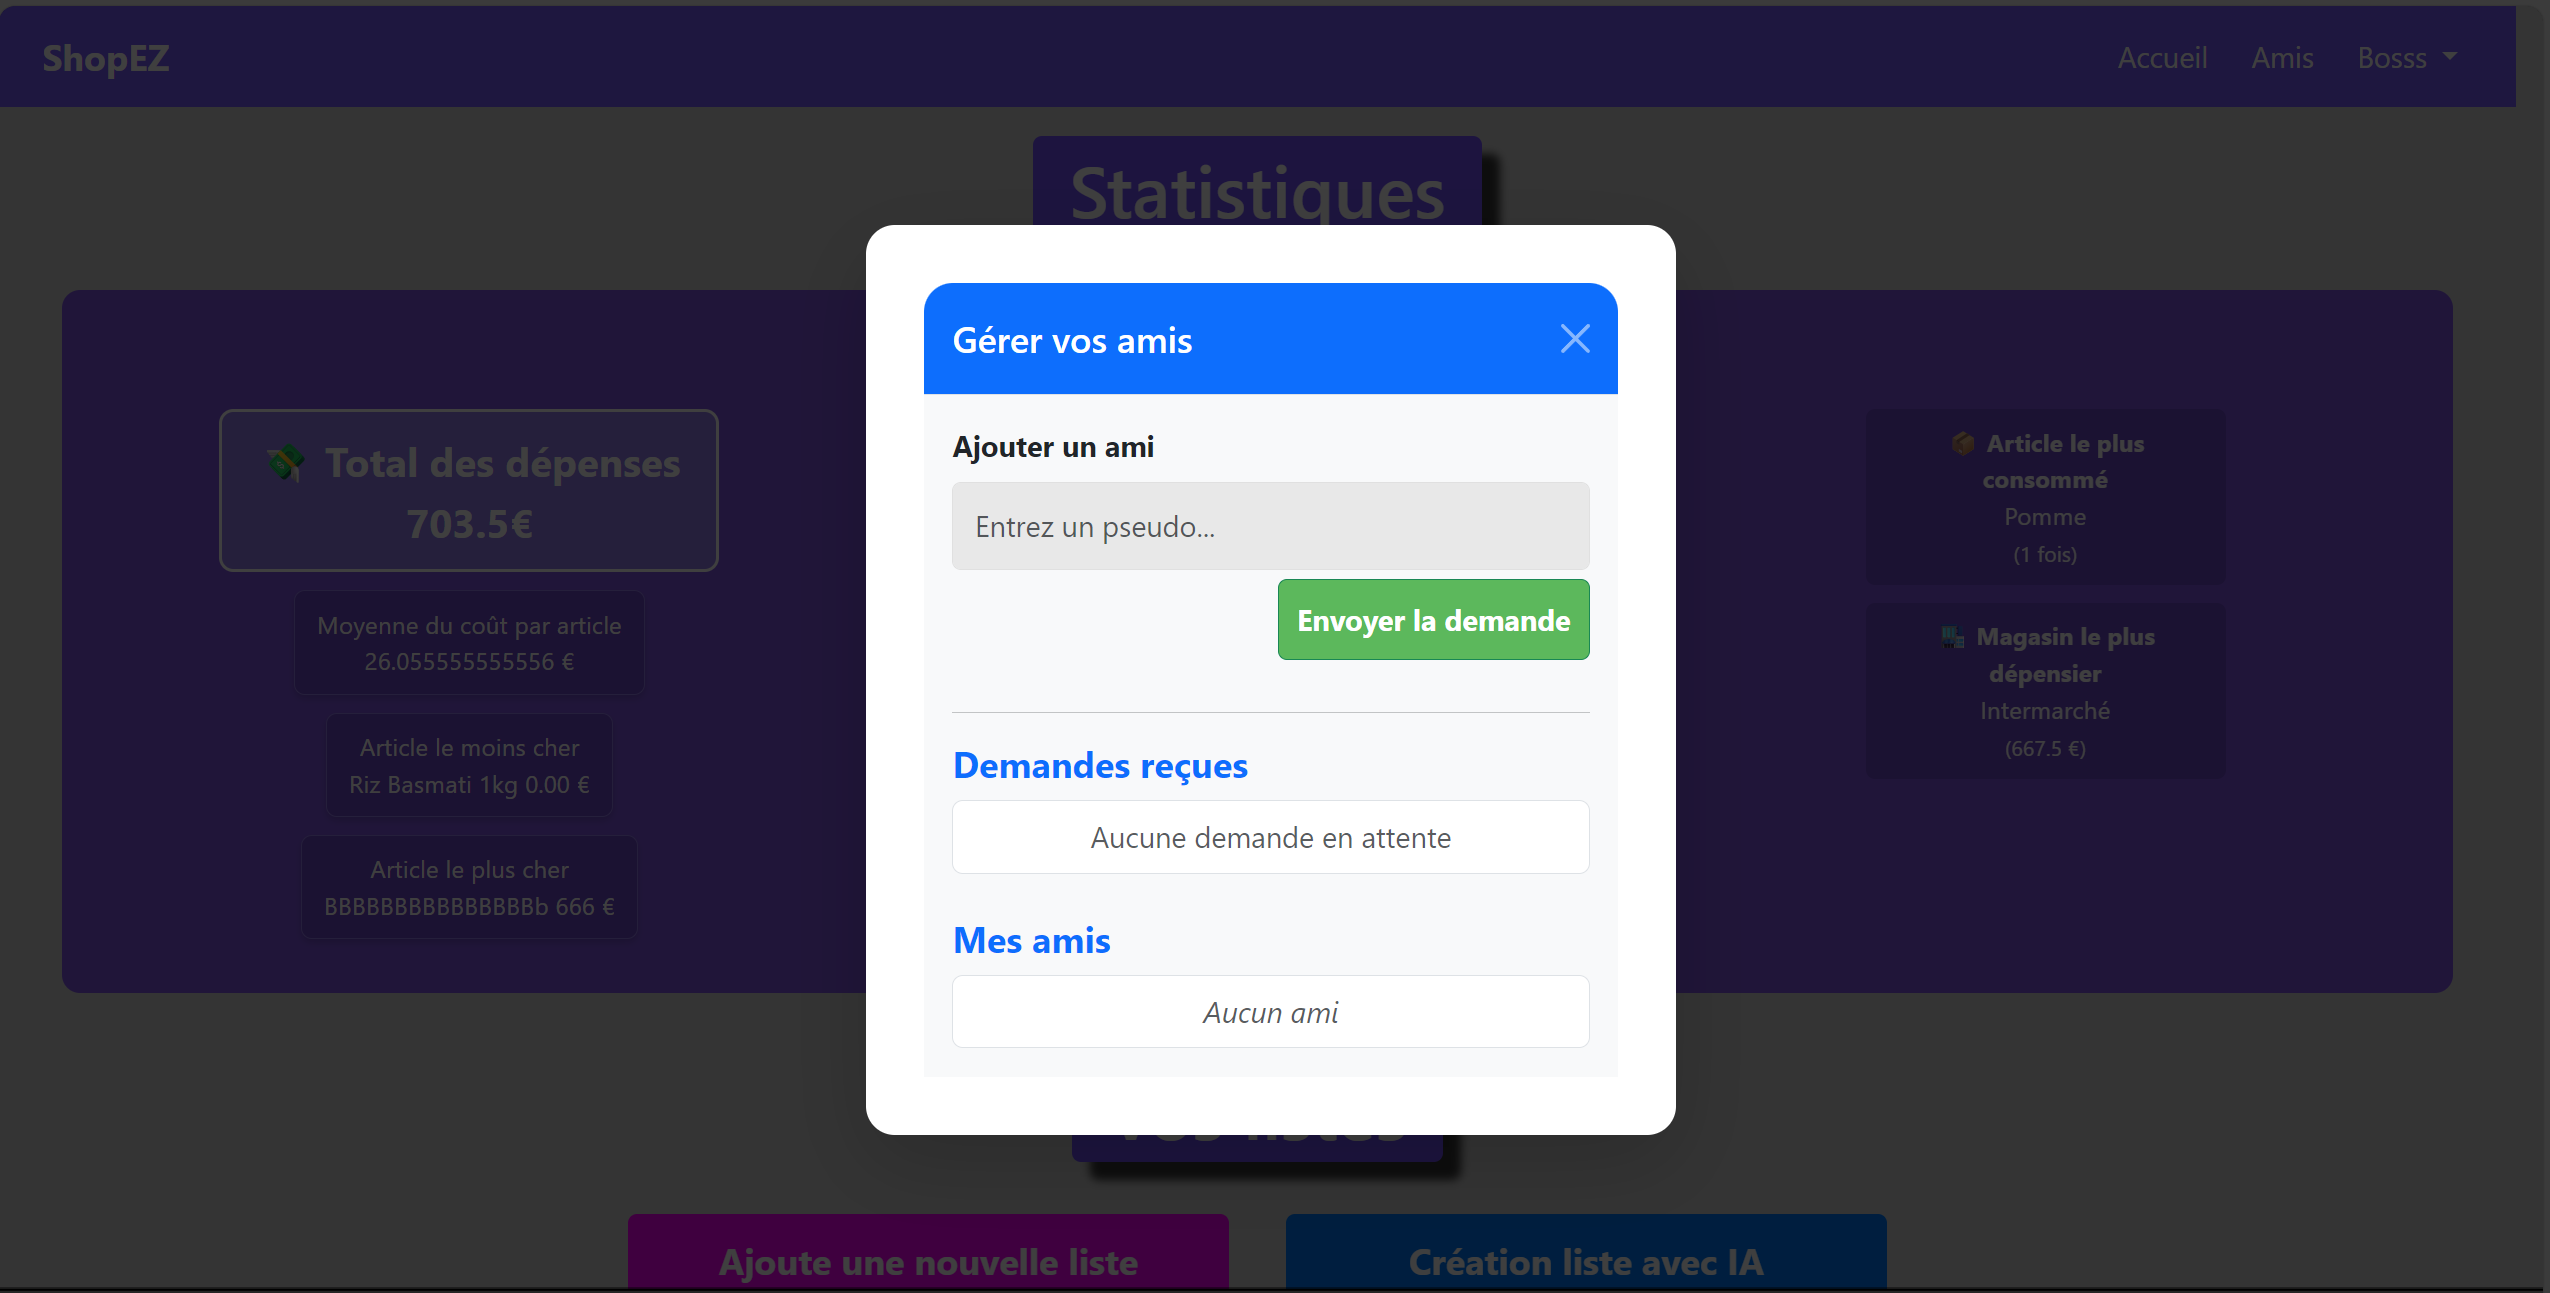 ShopEZ
Accueil Amis Bosss
Statistiques
💸 Total des dépenses
703.5€
Moyenne du coût par article
26.055555555556 €
Article le moins cher
Riz Basmati 1kg 0.00 €
Article le plus cher
BBBBBBBBBBBBBBBb 666 €
Gérer vos amis
Ajouter un ami
Entrez un pseudo...
Envoyer la demande
Demandes reçues
Aucune demande en attente
Mes amis
Aucun ami
📦 Article le plus
consommé
Pomme
(1 fois)
🏪 Magasin le plus
dépensier
Intermarché
(667.5 €)
Ajoute une nouvelle liste
Création liste avec IA